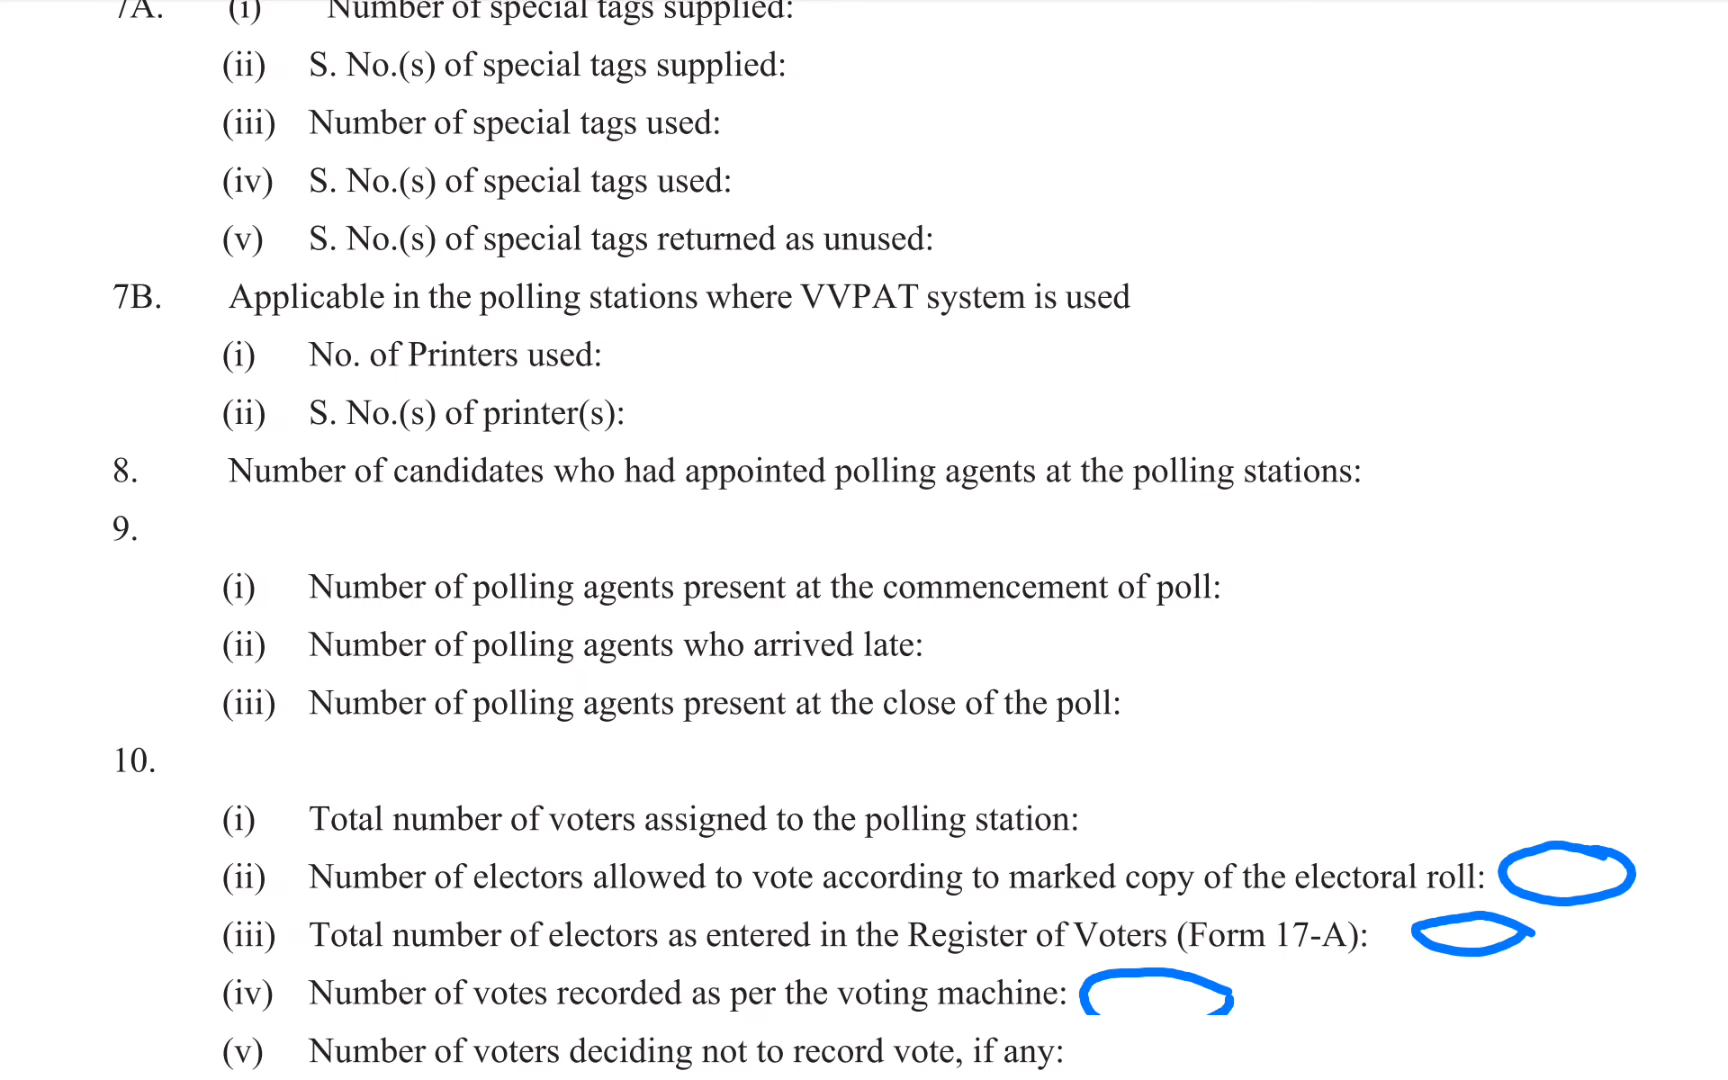 7A. (i) Number of special tags supplied:
(ii) S. No.(s) of special tags supplied:
(iii) Number of special tags used:
(iv) S. No.(s) of special tags used:
(v) S. No.(s) of special tags returned as unused:
7B. Applicable in the polling stations where VVPAT system is used
(i) No. of Printers used:
(ii) S. No.(s) of printer(s):
8. Number of candidates who had appointed polling agents at the polling stations:
9.
(i) Number of polling agents present at the commencement of poll:
(ii) Number of polling agents who arrived late:
(iii) Number of polling agents present at the close of the poll:
10.
(i) Total number of voters assigned to the polling station:
(ii) Number of electors allowed to vote according to marked copy of the electoral roll:
(iii) Total number of electors as entered in the Register of Voters (Form 17-A):
(iv) Number of votes recorded as per the voting machine:
(v) Number of voters deciding not to record vote, if any: